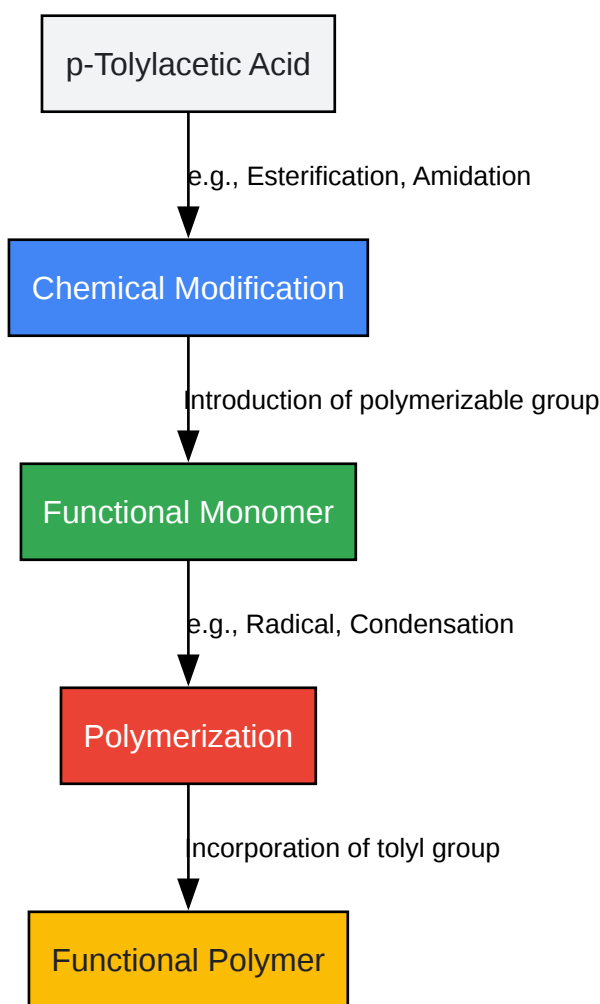 p-Tolylacetic Acid
e.g., Esterification, Amidation
Chemical Modification
Introduction of polymerizable group
Functional Monomer
e.g., Radical, Condensation
Polymerization
Incorporation of tolyl group
Functional Polymer